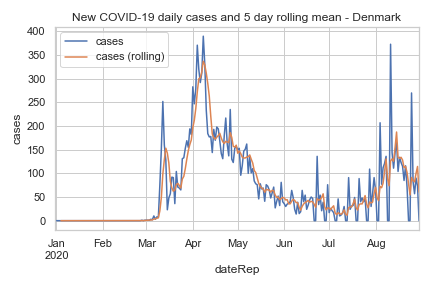 New COVID-19 daily cases and 5 day rolling mean - Denmark
cases
cases (rolling)
400
350
300
250
200
150
100
50
0
cases
Jan Feb Mar Apr May Jun Jul Aug
2020
dateRep